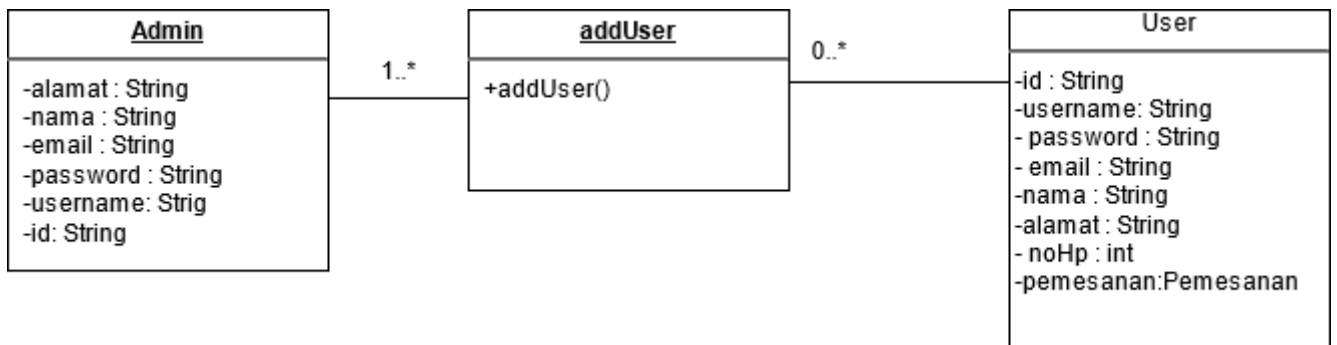 Admin
-alamat : String
-nama : String
-email : String
-password : String
-username: Strig
-id: String
1..*
addUser
+addUser()
0..*
User
-id : String
-username: String
- password : String
- email : String
-nama : String
-alamat : String
- noHp : int
-pemesanan:Pemesanan